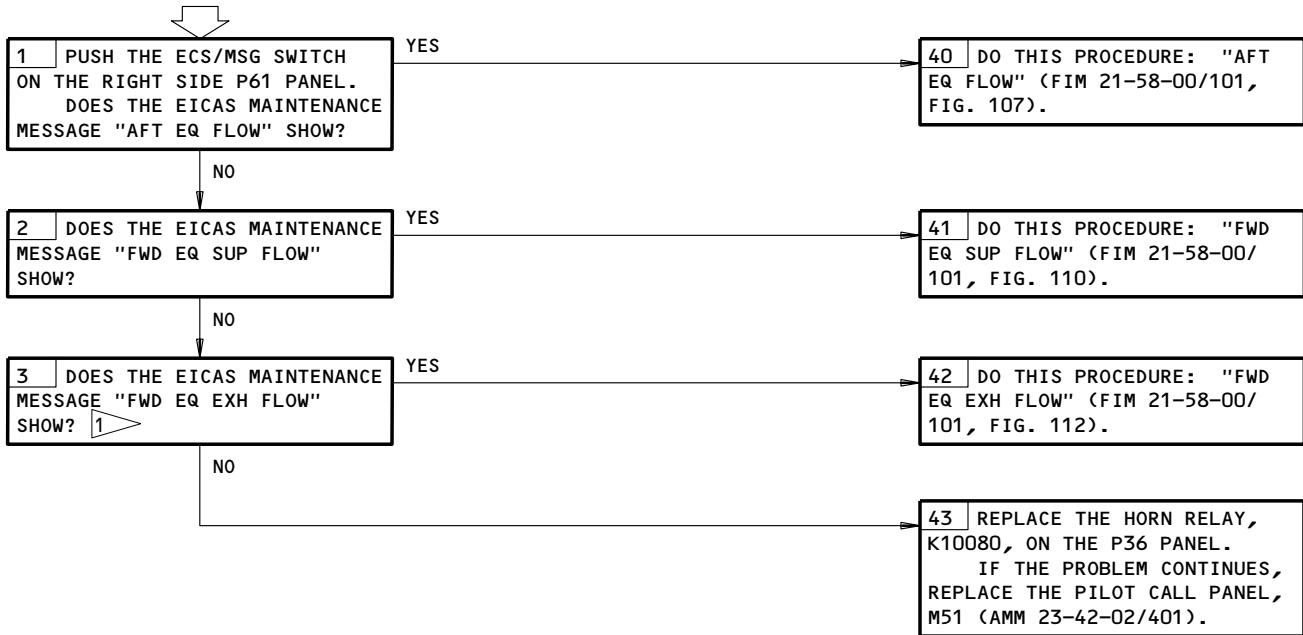 1 PUSH THE ECS/MSG SWITCH
ON THE RIGHT SIDE P61 PANEL.
DOES THE EICAS MAINTENANCE
MESSAGE "AFT EQ FLOW" SHOW?
YES
40 DO THIS PROCEDURE: "AFT
EQ FLOW" (FIM 21-58-00/101,
FIG. 107).
NO
2 DOES THE EICAS MAINTENANCE
MESSAGE "FWD EQ SUP FLOW"
SHOW?
YES
41 DO THIS PROCEDURE: "FWD
EQ SUP FLOW" (FIM 21-58-00/
101, FIG. 110).
NO
3 DOES THE EICAS MAINTENANCE
MESSAGE "FWD EQ EXH FLOW"
SHOW? 1
YES
42 DO THIS PROCEDURE: "FWD
EQ EXH FLOW" (FIM 21-58-00/
101, FIG. 112).
NO
43 REPLACE THE HORN RELAY,
K10080, ON THE P36 PANEL.
IF THE PROBLEM CONTINUES,
REPLACE THE PILOT CALL PANEL,
M51 (AMM 23-42-02/401).